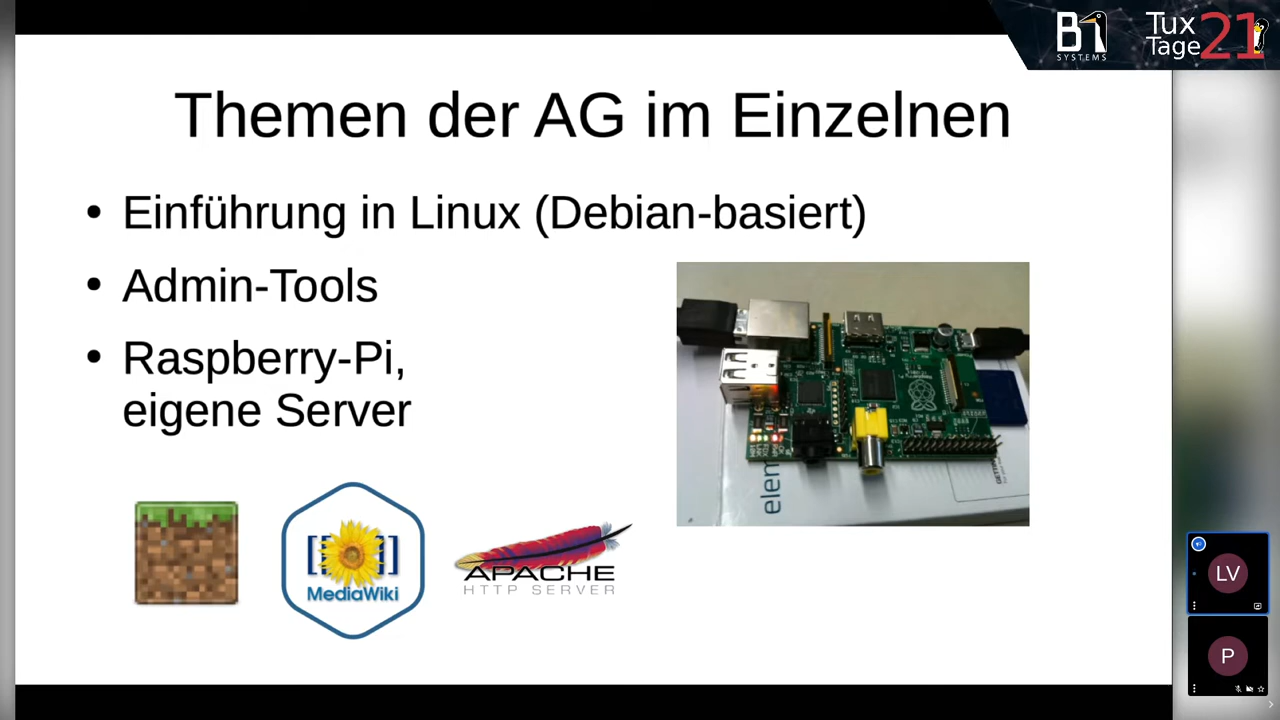 B1
SYSTEMS
Tux
Tage 21
Themen der AG im Einzelnen
• Einführung in Linux (Debian-basiert)
• Admin-Tools
• Raspberry-Pi,
eigene Server
elem
[[MediaWiki]]
APACHE
HTTP SERVER
LV
P